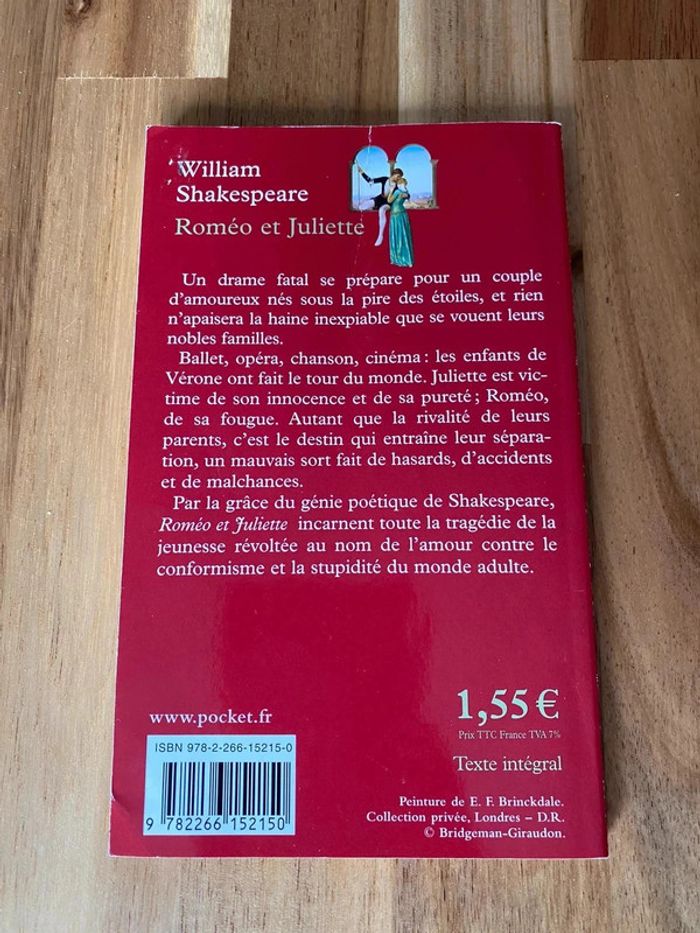 William
Shakespeare
Roméo et Juliette
Un drame fatal se prépare pour un couple
d'amoureux nés sous la pire des étoiles, et rien
n'apaisera la haine inexpiable que se vouent leurs
nobles familles.
Ballet, opéra, chanson, cinéma : les enfants de
Vérone ont fait le tour du monde. Juliette est vic-
time de son innocence et de sa pureté ; Roméo,
de sa fougue. Autant que la rivalité de leurs
parents, c'est le destin qui entraîne leur sépara-
tion, un mauvais sort fait de hasards, d'accidents
et de malchances.
Par la grâce du génie poétique de Shakespeare,
Roméo et Juliette incarnent toute la tragédie de la
jeunesse révoltée au nom de l'amour contre le
conformisme et la stupidité du monde adulte.
www.pocket.fr
ISBN 978-2-266-15215-0
9 782266 152150
1,55 €
Prix TTC France TVA 7%
Texte intégral
Peinture de E. F. Brinckdale.
Collection privée, Londres – D.R.
© Bridgeman-Giraudon.